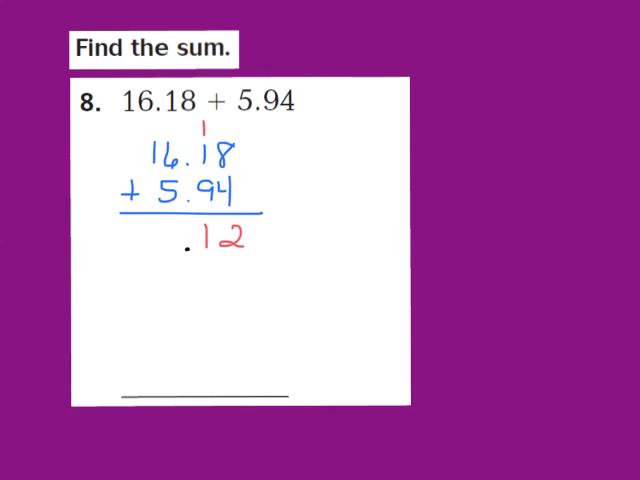 Find the sum.
8. 16.18 + 5.94
1
16.18
+ 5.94
.12